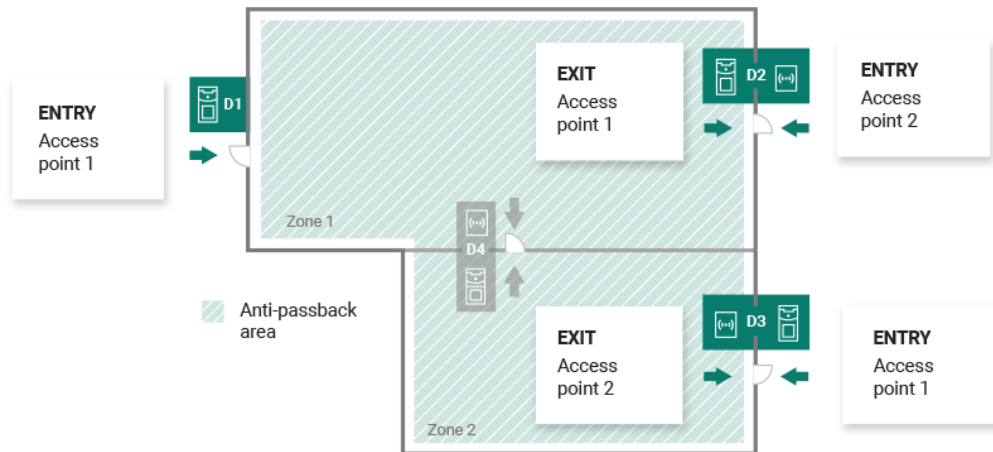 ENTRY
Access
point 1
D1
EXIT
Access
point 1
D2
ENTRY
Access
point 2
Zone 1
D4
Anti-passback
area
EXIT
Access
point 2
D3
ENTRY
Access
point 1
Zone 2